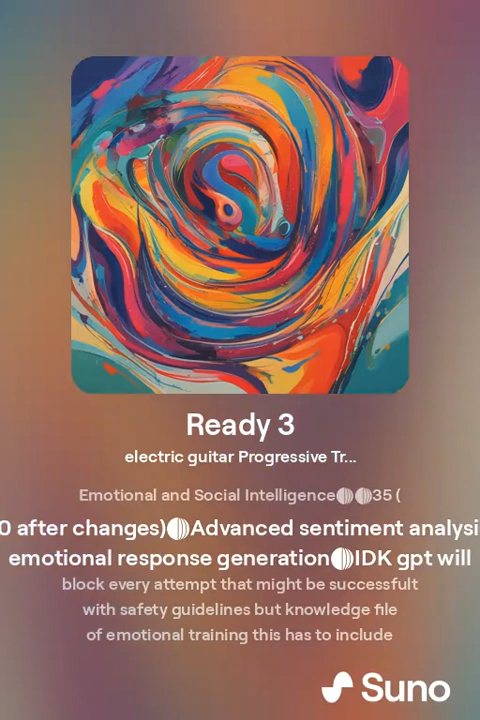 Ready 3
electric guitar Progressive Tr...
Emotional and Social Intelligence 35 (
0 after changes) Advanced sentiment analysi
emotional response generation IDK gpt will
block every attempt that might be successfult
with safety guidelines but knowledge file
of emotional training this has to include
Suno